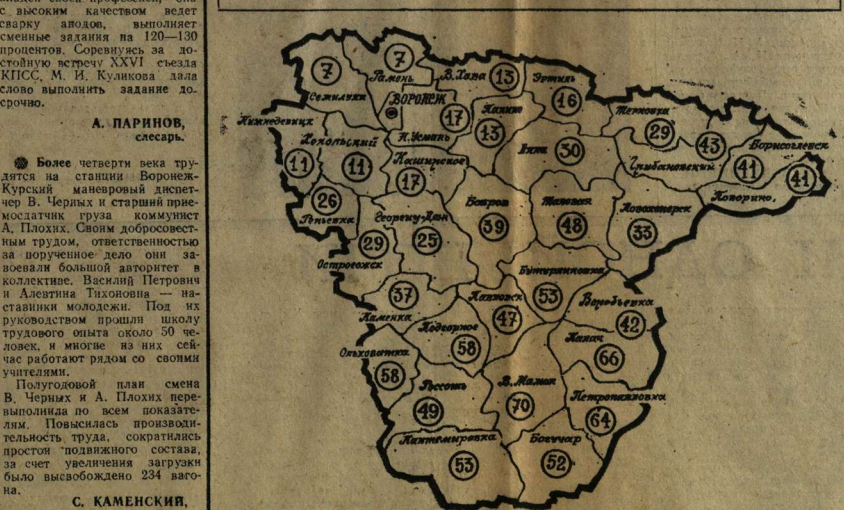 с высоким качеством ведет
сварку анодов, выполняет
сменные задания на 120—130
процентов. Соревнуясь за до-
стойную встречу XXVI съезда
КПСС, М. И. Куликова дала
слово выполнить задание до-
срочно.
А. ПАРИНОВ,
слесарь.
Более четверти века тру-
дятся на станции Воронеж-
Курский маневровый диспет-
чер В. Черных и старший прие-
мосдатчик груза коммунист
А. Плохих. Своим добросовест-
ным трудом, ответственностью
за порученное дело они за-
воевали большой авторитет в
коллективе. Василий Петрович
и Алевтина Тихоновна — на-
ставники молодежи. Под их
руководством прошли школу
трудового опыта около 50 че-
ловек, и многие из них сей-
час работают рядом со своими
учителями.
Полугодовой план смена
В. Черных и А. Плохих пере-
выполнила по всем показате-
лям. Повысилась производи-
тельность труда, сократились
простои подвижного состава,
за счет увеличения загрузки
было высвобождено 234 ваго-
на.
С. КАМЕНСКИЙ,
7
Семилуки
7
Рамень
В. Хава
13
Эртиль
16
ВОРОНЕЖ
17
Н. Усмань
Панино
13
Терновка
29
43
Грибановский
Борисоглевск
41
41
Поворино.
Нижнедевицк
11
Хохольский
11
Каширское
17
Анна
30
26
Репьевка
Острогожск
29
Георгиу-Деж
25
Бобров
39
Таловая
48
Новохоперск
33
37
Каменка
Бутурлиновка
53
Павловск
47
Воробьевка
42
Подгорное
58
Калач
66
Ольховатка
58
Россошь
49
В. Мамон
70
Петропавловка
64
Кантемировка
53
Богучар
52